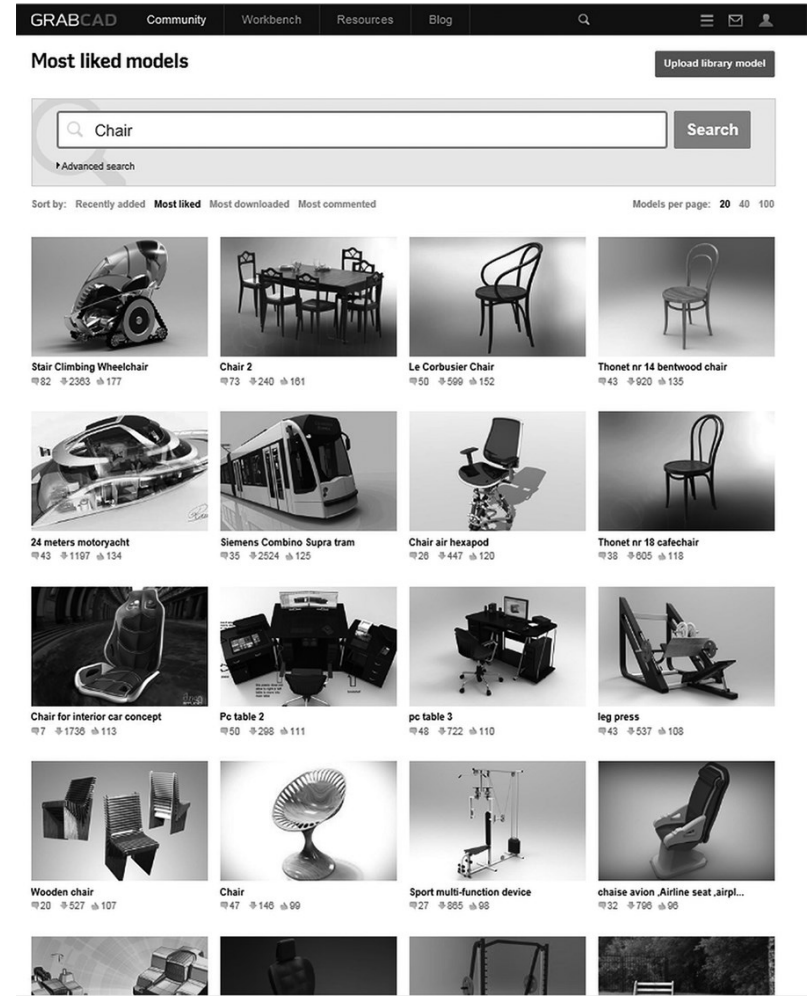 GRABCAD Community Workbench Resources Blog
Most liked models
Upload library model
Chair
Search
Advanced search
Sort by: Recently added Most liked Most downloaded Most commented
Models per page: 20 40 100
Stair Climbing Wheelchair
82 2363 177
Chair 2
73 240 161
Le Corbusier Chair
50 599 152
Thonet nr 14 bentwood chair
43 920 135
24 meters motoryacht
43 1197 134
Siemens Combino Supra tram
35 2524 125
Chair air hexapod
26 447 120
Thonet nr 18 cafechair
38 605 118
Chair for interior car concept
7 1736 113
Pc table 2
50 298 111
pc table 3
48 722 110
leg press
43 537 108
Wooden chair
20 527 107
Chair
47 146 99
Sport multi-function device
27 865 98
chaise avion ,Airline seat ,airpl...
32 796 96